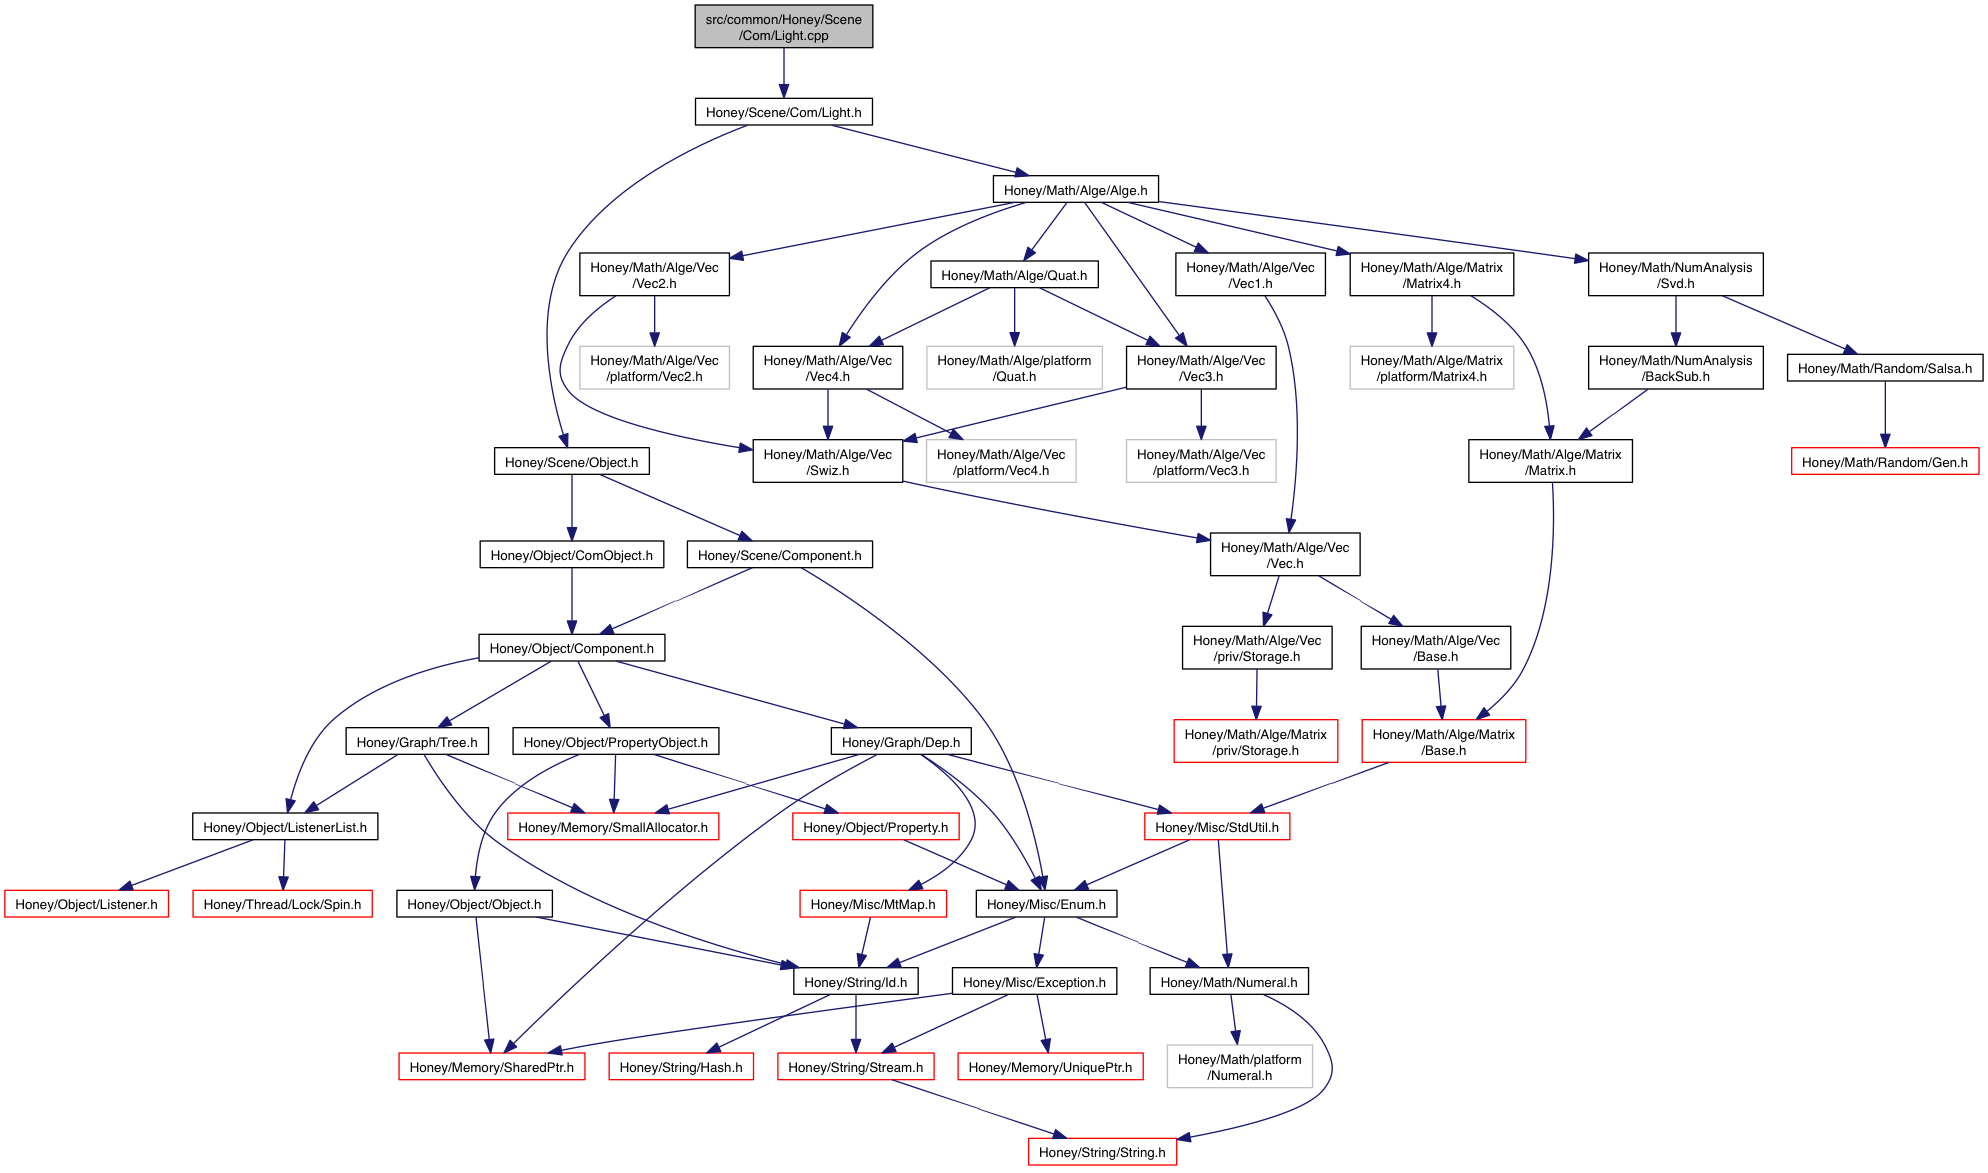 src/common/Honey/Scene
/Com/Light.cpp
Honey/Scene/Com/Light.h
Honey/Math/Alge/Alge.h
Honey/Math/Alge/Vec
/Vec2.h
Honey/Math/Alge/Quat.h
Honey/Math/Alge/Vec
/Vec1.h
Honey/Math/Alge/Matrix
/Matrix4.h
Honey/Math/NumAnalysis
/Svd.h
Honey/Math/Alge/Vec
/platform/Vec2.h
Honey/Math/Alge/Vec
/Vec4.h
Honey/Math/Alge/platform
/Quat.h
Honey/Math/Alge/Vec
/Vec3.h
Honey/Math/Alge/Matrix
/platform/Matrix4.h
Honey/Math/NumAnalysis
/BackSub.h
Honey/Math/Random/Salsa.h
Honey/Scene/Object.h
Honey/Math/Alge/Vec
/Swiz.h
Honey/Math/Alge/Vec
/platform/Vec4.h
Honey/Math/Alge/Vec
/platform/Vec3.h
Honey/Math/Alge/Matrix
/Matrix.h
Honey/Math/Random/Gen.h
Honey/Object/ComObject.h
Honey/Scene/Component.h
Honey/Math/Alge/Vec
/Vec.h
Honey/Object/Component.h
Honey/Math/Alge/Vec
/priv/Storage.h
Honey/Math/Alge/Vec
/Base.h
Honey/Graph/Tree.h
Honey/Object/PropertyObject.h
Honey/Graph/Dep.h
Honey/Math/Alge/Matrix
/priv/Storage.h
Honey/Math/Alge/Matrix
/Base.h
Honey/Object/ListenerList.h
Honey/Memory/SmallAllocator.h
Honey/Object/Property.h
Honey/Misc/StdUtil.h
Honey/Object/Listener.h
Honey/Thread/Lock/Spin.h
Honey/Object/Object.h
Honey/Misc/MtMap.h
Honey/Misc/Enum.h
Honey/String/Id.h
Honey/Misc/Exception.h
Honey/Math/Numeral.h
Honey/Memory/SharedPtr.h
Honey/String/Hash.h
Honey/String/Stream.h
Honey/Memory/UniquePtr.h
Honey/Math/platform
/Numeral.h
Honey/String/String.h